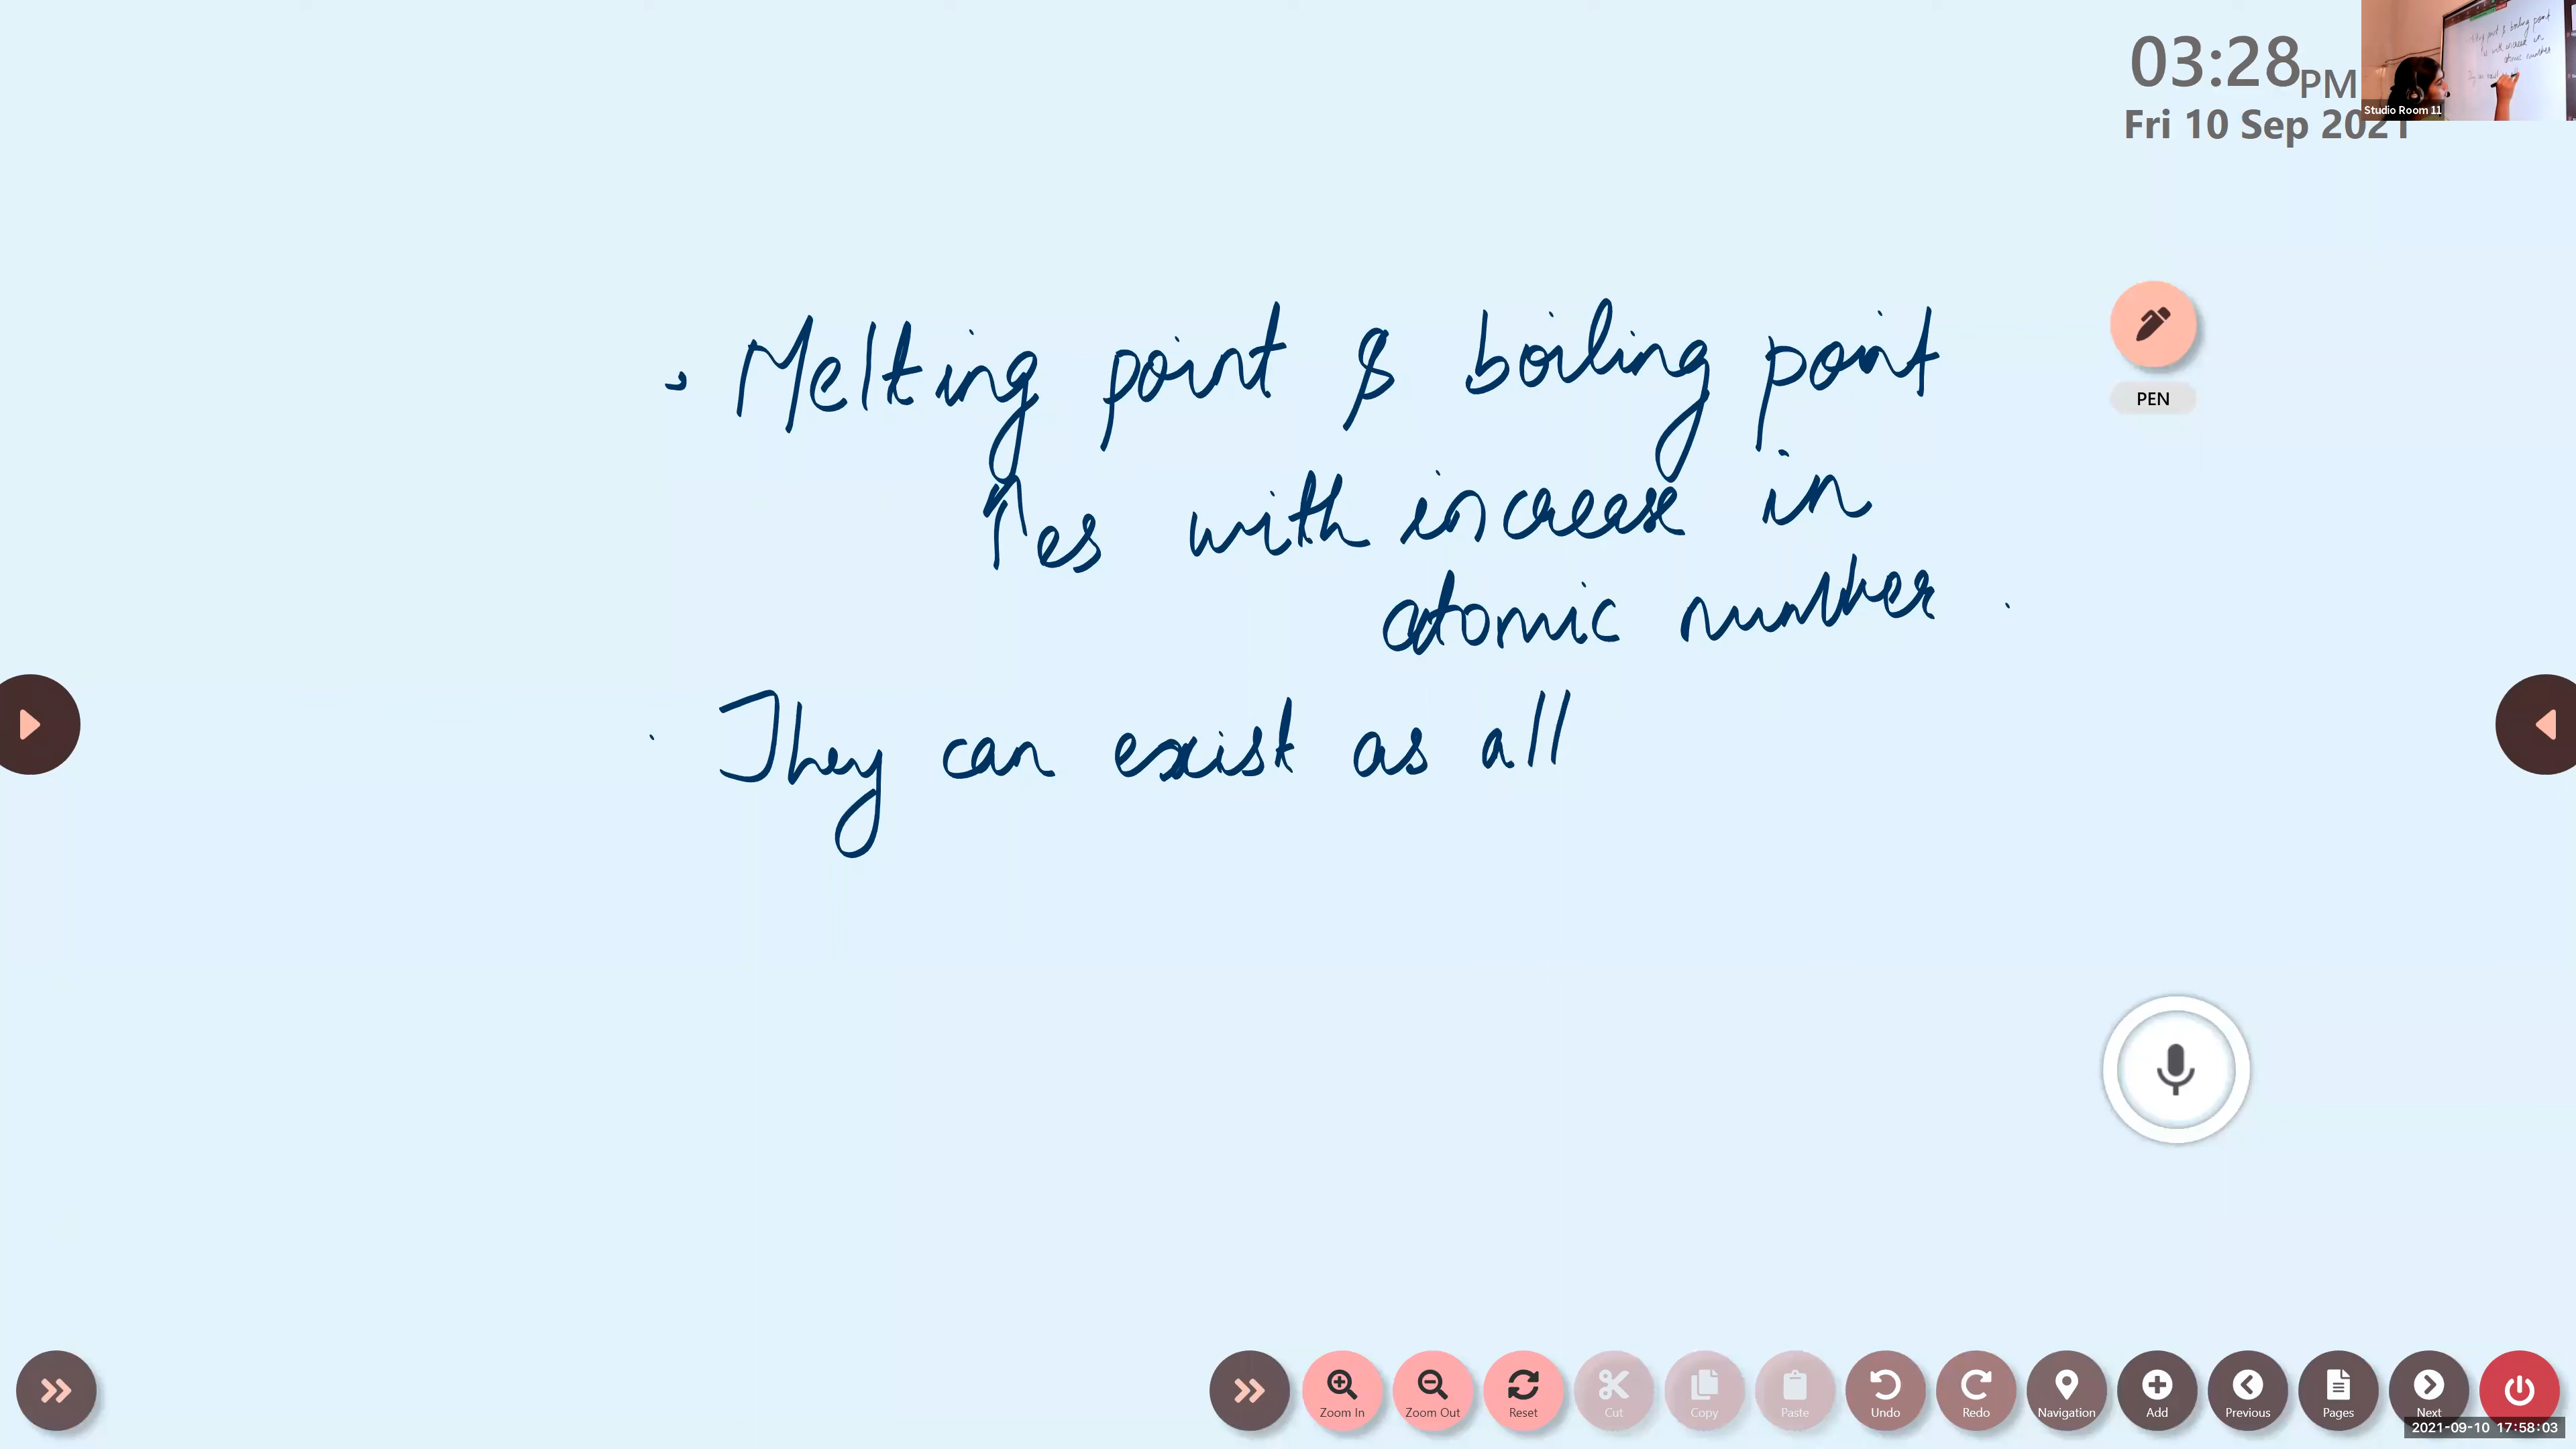 03:28 PM
Fri 10 Sep 2021
Studio Room 11
• Melting point & boiling point
↑es with increase in
atomic number .
PEN
• They can exist as all
Zoom In
Zoom Out
Reset
Cut
Copy
Paste
Undo
Redo
Navigation
Add
Previous
Pages
Next
2021-09-10 17:58:03